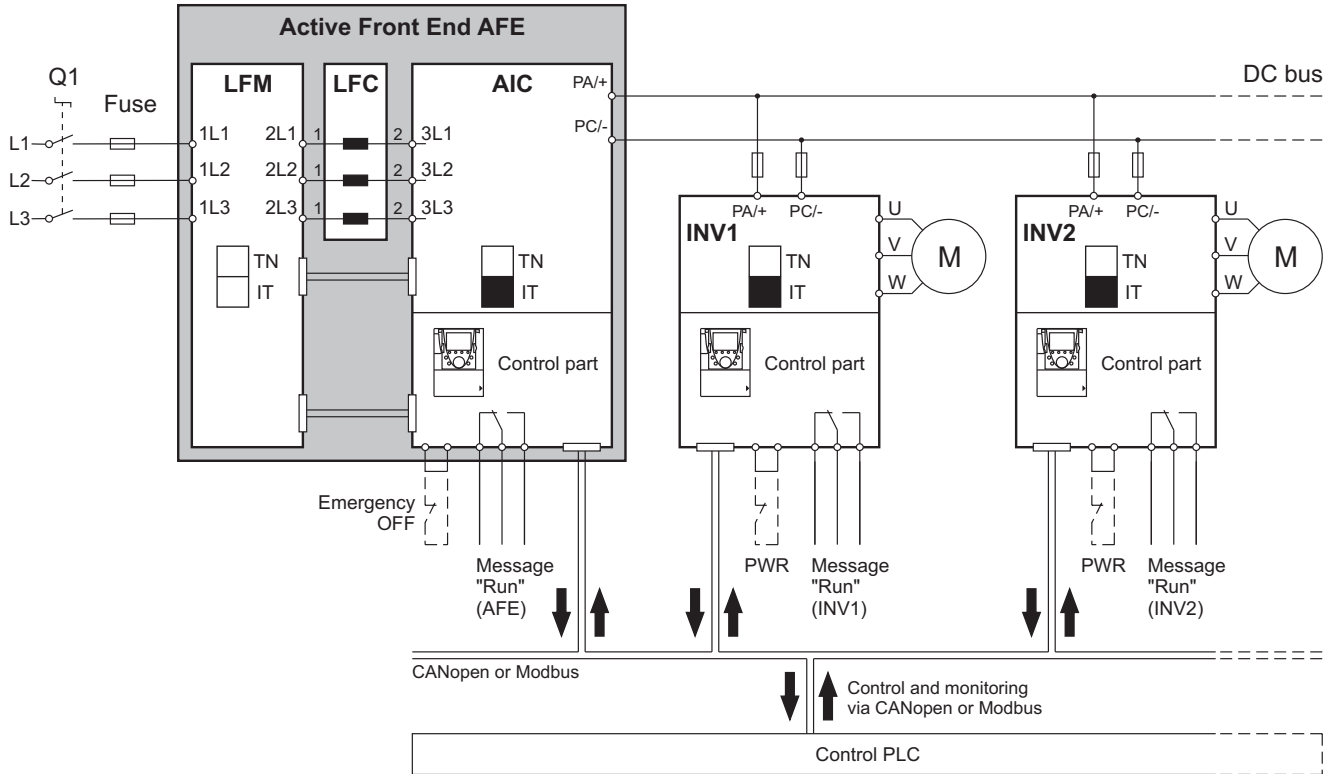 Active Front End AFE
Q1
Fuse
LFM
LFC
AIC
PA/+
PC/-
DC bus
L1
1L1
2L1
1
2
3L1
L2
1L2
2L2
1
2
3L2
L3
1L3
2L3
1
2
3L3
TN
IT
TN
IT
Control part
PA/+
PC/-
INV1
U
V
W
M
TN
IT
Control part
PA/+
PC/-
INV2
U
V
W
M
TN
IT
Control part
Emergency
OFF
Message
"Run"
(AFE)
PWR
Message
"Run"
(INV1)
PWR
Message
"Run"
(INV2)
CANopen or Modbus
Control and monitoring
via CANopen or Modbus
Control PLC